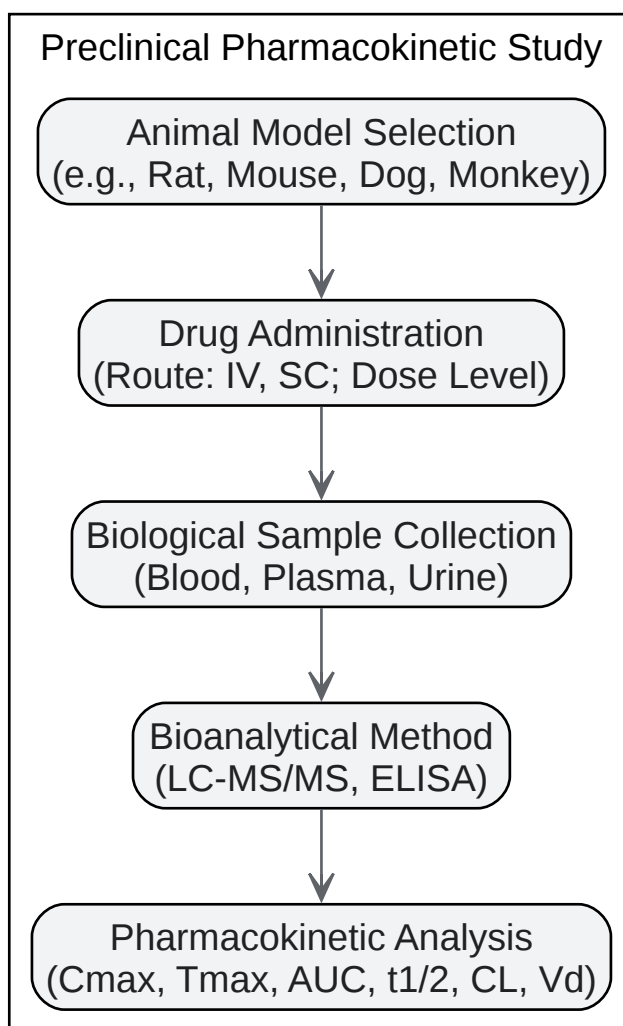 Preclinical Pharmacokinetic Study
Animal Model Selection
(e.g., Rat, Mouse, Dog, Monkey)
Drug Administration
(Route: IV, SC; Dose Level)
Biological Sample Collection
(Blood, Plasma, Urine)
Bioanalytical Method
(LC-MS/MS, ELISA)
Pharmacokinetic Analysis
(Cmax, Tmax, AUC, t1/2, CL, Vd)